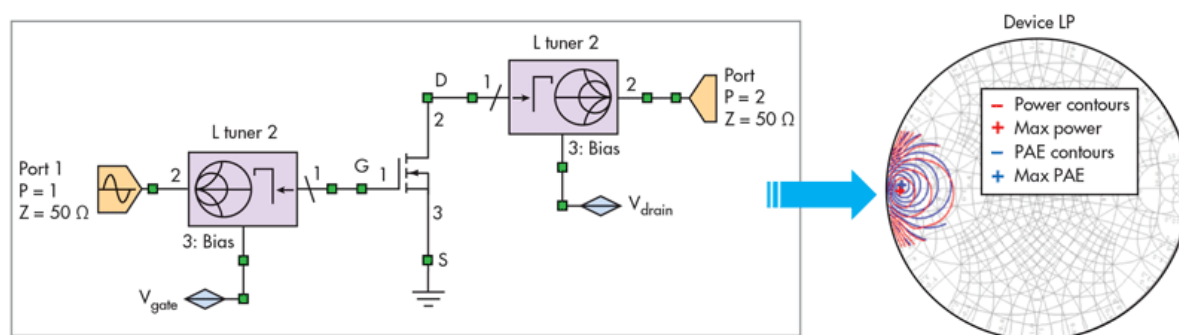 Device LP
L tuner 2
D
1
2
Port
P = 2
Z = 50 Ω
2
3: Bias
L tuner 2
G
1
Port 1
P = 1
Z = 50 Ω
2
1
3: Bias
3
S
V_drain
V_gate
Power contours
Max power
PAE contours
Max PAE